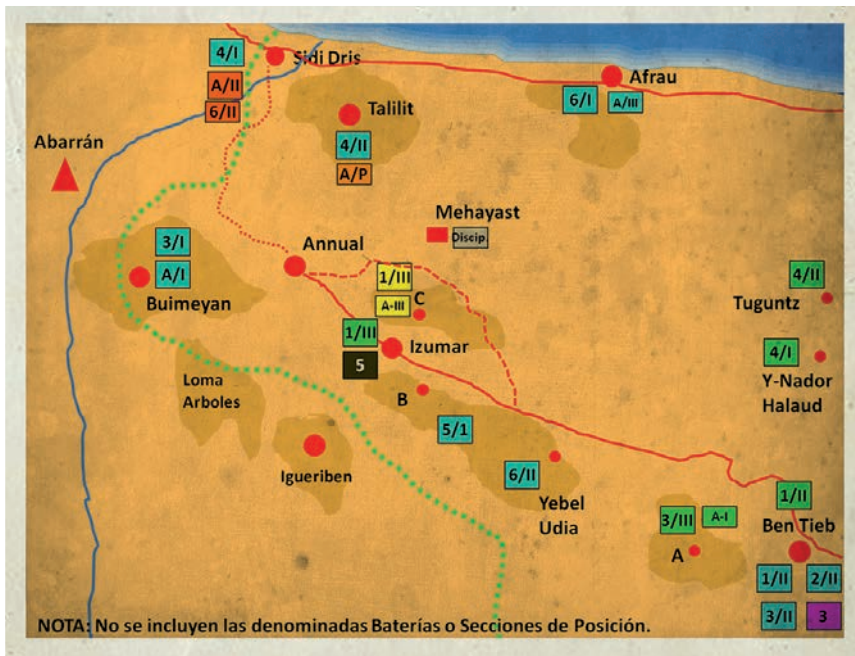 4/I
Sidi Dris
A/II
6/II
Afrau
6/I
A/III
Talilit
4/II
A/P
Abarrán
Mehayast
Discip.
3/I
A/I
Buimeyan
Annual
1/III
A-III
C
4/II
Tuguntz
1/III
Izumar
5
4/I
Y-Nador
Halaud
Loma
Arboles
B
5/1
Igueriben
6/II
Yebel
Udia
1/II
3/III
A-I
Ben Tieb
A
1/II
2/II
3/II
3
NOTA: No se incluyen las denominadas Baterías o Secciones de Posición.